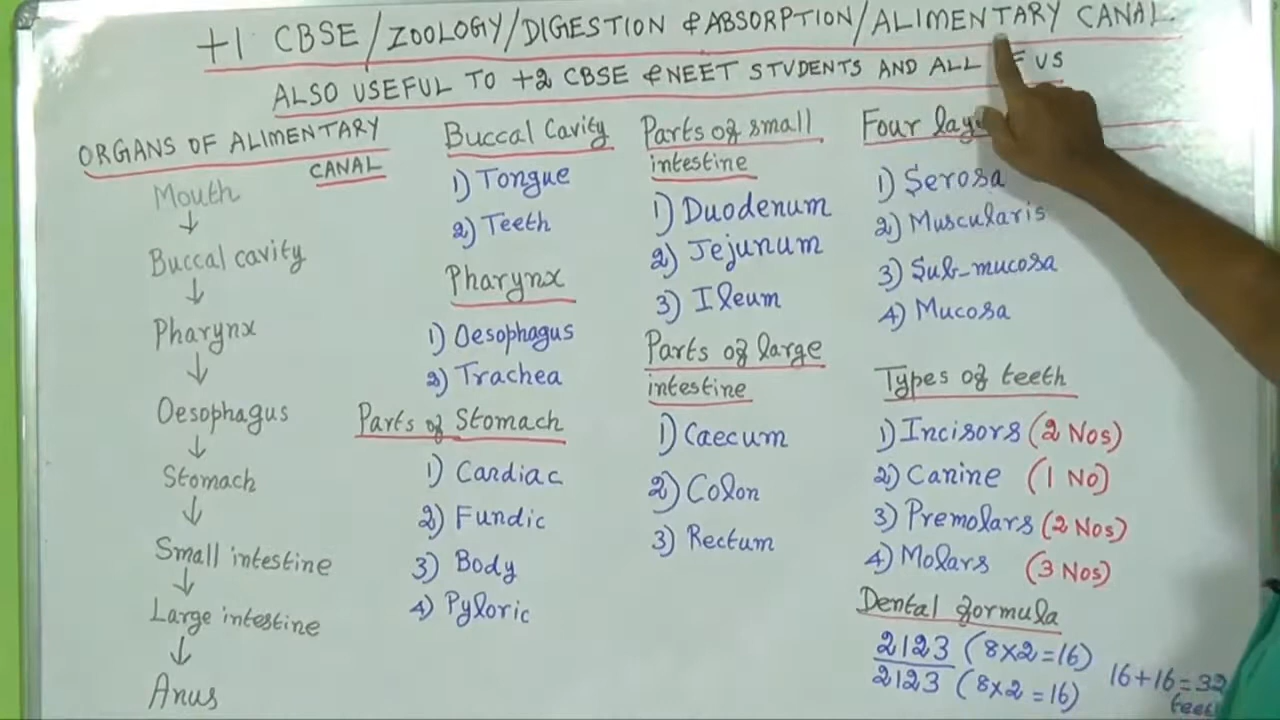 +1 CBSE/ZOOLOGY/DIGESTION & ABSORPTION/ALIMENTARY CANAL.
ALSO USEFUL TO +2 CBSE & NEET STUDENTS AND ALL OF US
ORGANS OF ALIMENTARY
CANAL
Mouth
↓
Buccal cavity
↓
Pharynx
↓
Oesophagus
↓
Stomach
↓
Small intestine
↓
Large intestine
↓
Anus
Buccal Cavity
1) Tongue
2) Teeth
Pharynx
1) Oesophagus
2) Trachea
Parts of Stomach
1) Cardiac
2) Fundic
3) Body
4) Pyloric
Parts of small
intestine
1) Duodenum
2) Jejunum
3) Ileum
Parts of large
intestine
1) Caecum
2) Colon
3) Rectum
Four
1) Serosa
2) Muscularis
3) Sub-mucosa
4) Mucosa
Types of teeth
1) Incisors (2 Nos)
2) Canine (1 No)
3) Premolars (2 Nos)
4) Molars (3 Nos)
Dental formula
2123 (8x2=16)
2123 (8x2=16)
16+16=32
teeth